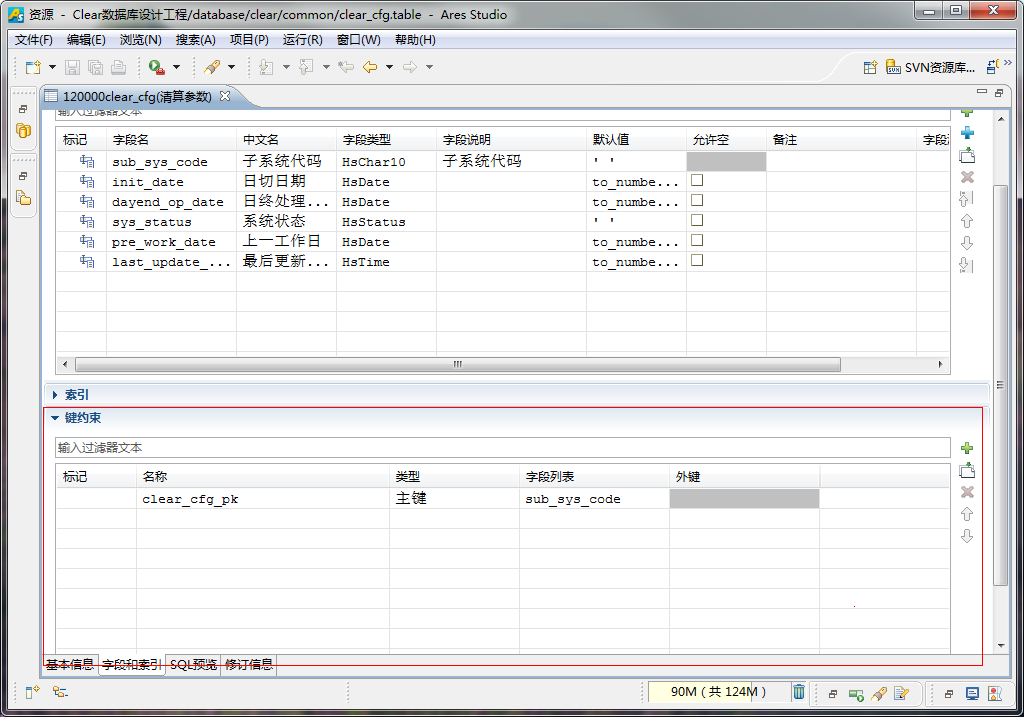 资源 - Clear数据库设计工程/database/clear/common/clear_cfg.table - Ares Studio
文件(F) 编辑(E) 浏览(N) 搜索(A) 项目(P) 运行(R) 窗口(W) 帮助(H)
SVN资源库...
120000clear_cfg(清算参数)
输入过滤器文本
标记 字段名 中文名 字段类型 字段说明 默认值 允许空 备注
sub_sys_code 子系统代码 HsChar10 子系统代码 ' '
init_date 日切日期 HsDate to_numbe...
dayend_op_date 日终处理... HsDate to_numbe...
sys_status 系统状态 HsStatus ' '
pre_work_date 上一工作日 HsDate to_numbe...
last_update_... 最后更新... HsTime to_numbe...
索引
键约束
输入过滤器文本
标记 名称 类型 字段列表 外键
clear_cfg_pk 主键 sub_sys_code
基本信息 字段和索引 SQL预览 修订信息
90M ( 共 124M )